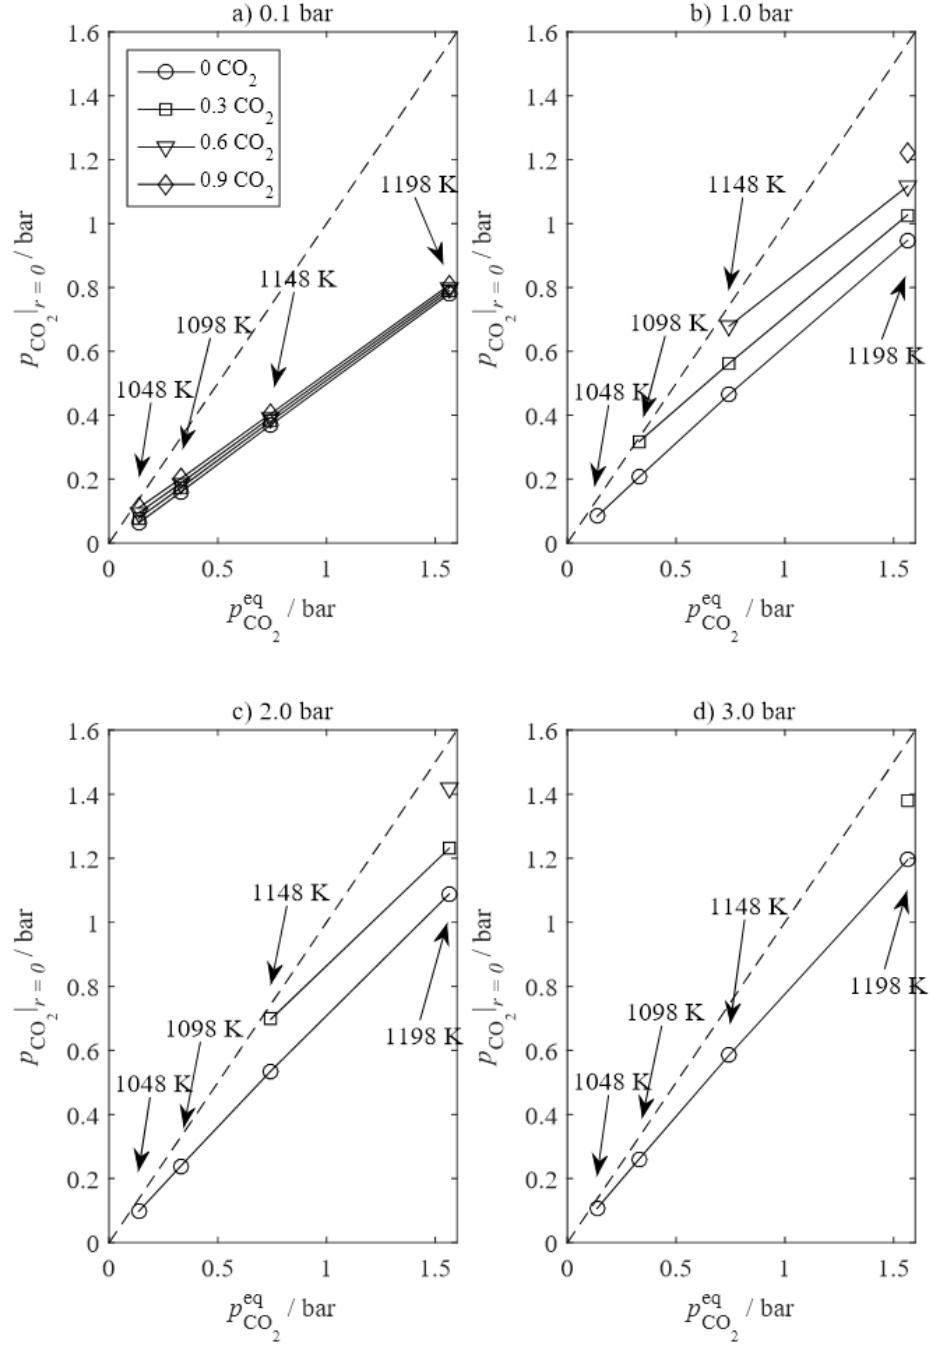 a) 0.1 bar
1.6
1.4
1.2
1
0.8
0.6
0.4
0.2
0
0 CO2
0.3 CO2
0.6 CO2
0.9 CO2
1198 K
1148 K
1098 K
1048 K
pCO2|r = 0 / bar
0 0.5 1 1.5
peqCO2 / bar
b) 1.0 bar
1.6
1.4
1.2
1
0.8
0.6
0.4
0.2
0
1148 K
1098 K
1198 K
1048 K
pCO2|r = 0 / bar
0 0.5 1 1.5
peqCO2 / bar
c) 2.0 bar
1.6
1.4
1.2
1
0.8
0.6
0.4
0.2
0
1148 K
1098 K
1198 K
1048 K
pCO2|r = 0 / bar
0 0.5 1 1.5
peqCO2 / bar
d) 3.0 bar
1.6
1.4
1.2
1
0.8
0.6
0.4
0.2
0
1148 K
1198 K
1098 K
1048 K
pCO2|r = 0 / bar
0 0.5 1 1.5
peqCO2 / bar